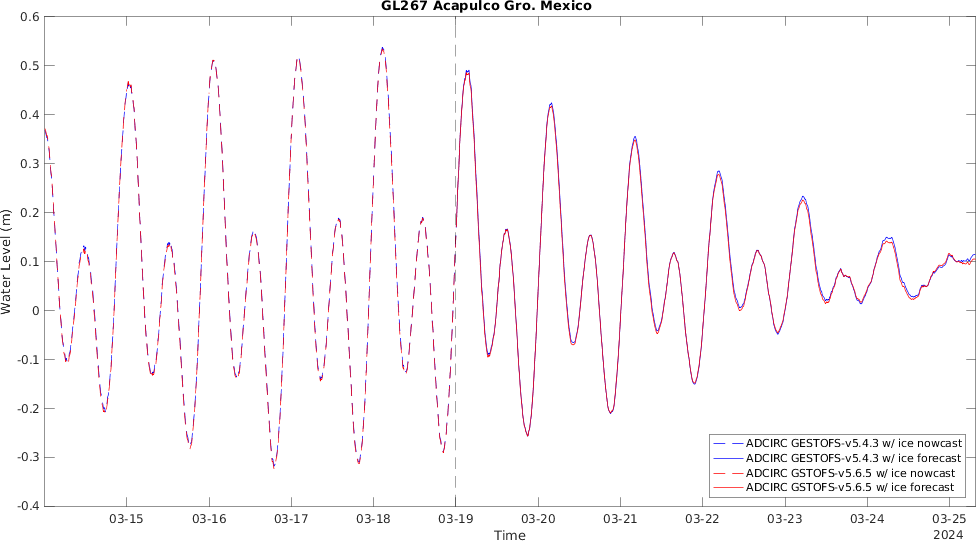 GL267 Acapulco Gro. Mexico
0.6
0.5
0.4
0.3
0.2
0.1
0
-0.1
-0.2
-0.3
-0.4
Water Level (m)
ADCIRC GESTOFS-v5.4.3 w/ ice nowcast
ADCIRC GESTOFS-v5.4.3 w/ ice forecast
ADCIRC GSTOFS-v5.6.5 w/ ice nowcast
ADCIRC GSTOFS-v5.6.5 w/ ice forecast
03-15 03-16 03-17 03-18 03-19 03-20 03-21 03-22 03-23 03-24 03-25
Time 2024